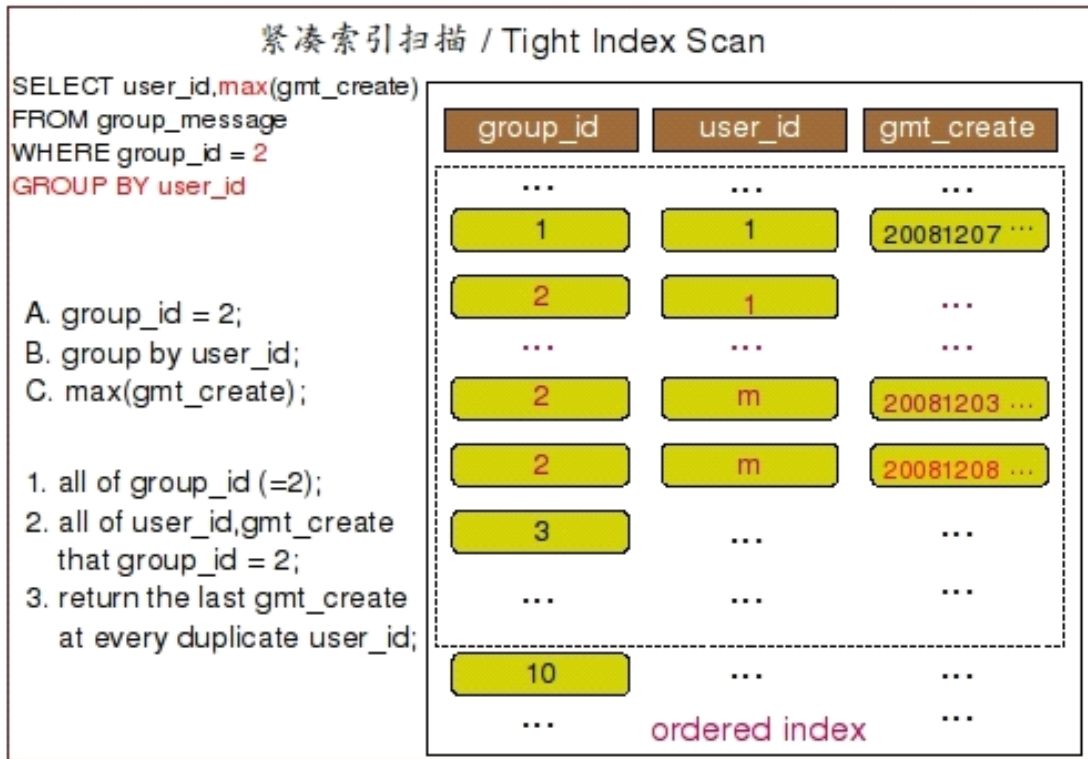 紧凑索引扫描 / Tight Index Scan
SELECT user_id,max(gmt_create)
FROM group_message
WHERE group_id = 2
GROUP BY user_id
A. group_id = 2;
B. group by user_id;
C. max(gmt_create);
1. all of group_id (=2);
2. all of user_id,gmt_create
that group_id = 2;
3. return the last gmt_create
at every duplicate user_id;
group_id user_id gmt_create
... ... ...
1 1 20081207 ...
2 1 ...
... ... ...
2 m 20081203 ...
2 m 20081208 ...
3 ... ...
... ... ...
10 ... ...
... ordered index ...